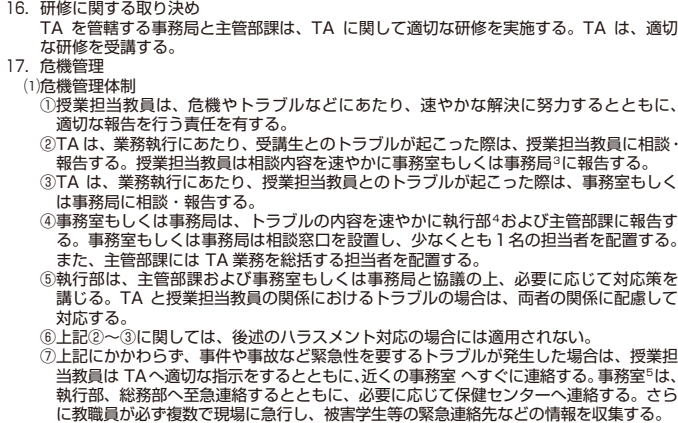 16. 研修に関する取り決め
TA を管轄する事務局と主管部課は、TA に関して適切な研修を実施する。TA は、適切
な研修を受講する。
17. 危機管理
⑴危機管理体制
①授業担当教員は、危機やトラブルなどにあたり、速やかな解決に努力するとともに、
適切な報告を行う責任を有する。
②TA は、業務執行にあたり、受講生とのトラブルが起こった際は、授業担当教員に相談・
報告する。授業担当教員は相談内容を速やかに事務室もしくは事務局³に報告する。
③TA は、業務執行にあたり、授業担当教員とのトラブルが起こった際は、事務室もしく
は事務局に相談・報告する。
④事務室もしくは事務局は、トラブルの内容を速やかに執行部⁴および主管部課に報告す
る。事務室もしくは事務局は相談窓口を設置し、少なくとも1名の担当者を配置する。
また、主管部課には TA 業務を総括する担当者を配置する。
⑤執行部は、主管部課および事務室もしくは事務局と協議の上、必要に応じて対応策を
講じる。TA と授業担当教員の関係におけるトラブルの場合は、両者の関係に配慮して
対応する。
⑥上記②～③に関しては、後述のハラスメント対応の場合には適用されない。
⑦上記にかかわらず、事件や事故など緊急性を要するトラブルが発生した場合は、授業担
当教員は TAへ適切な指示をするとともに、近くの事務室 へすぐに連絡する。事務室⁵は、
執行部、総務部へ至急連絡するとともに、必要に応じて保健センターへ連絡する。さら
に教職員が必ず複数で現場に急行し、被害学生等の緊急連絡先などの情報を収集する。